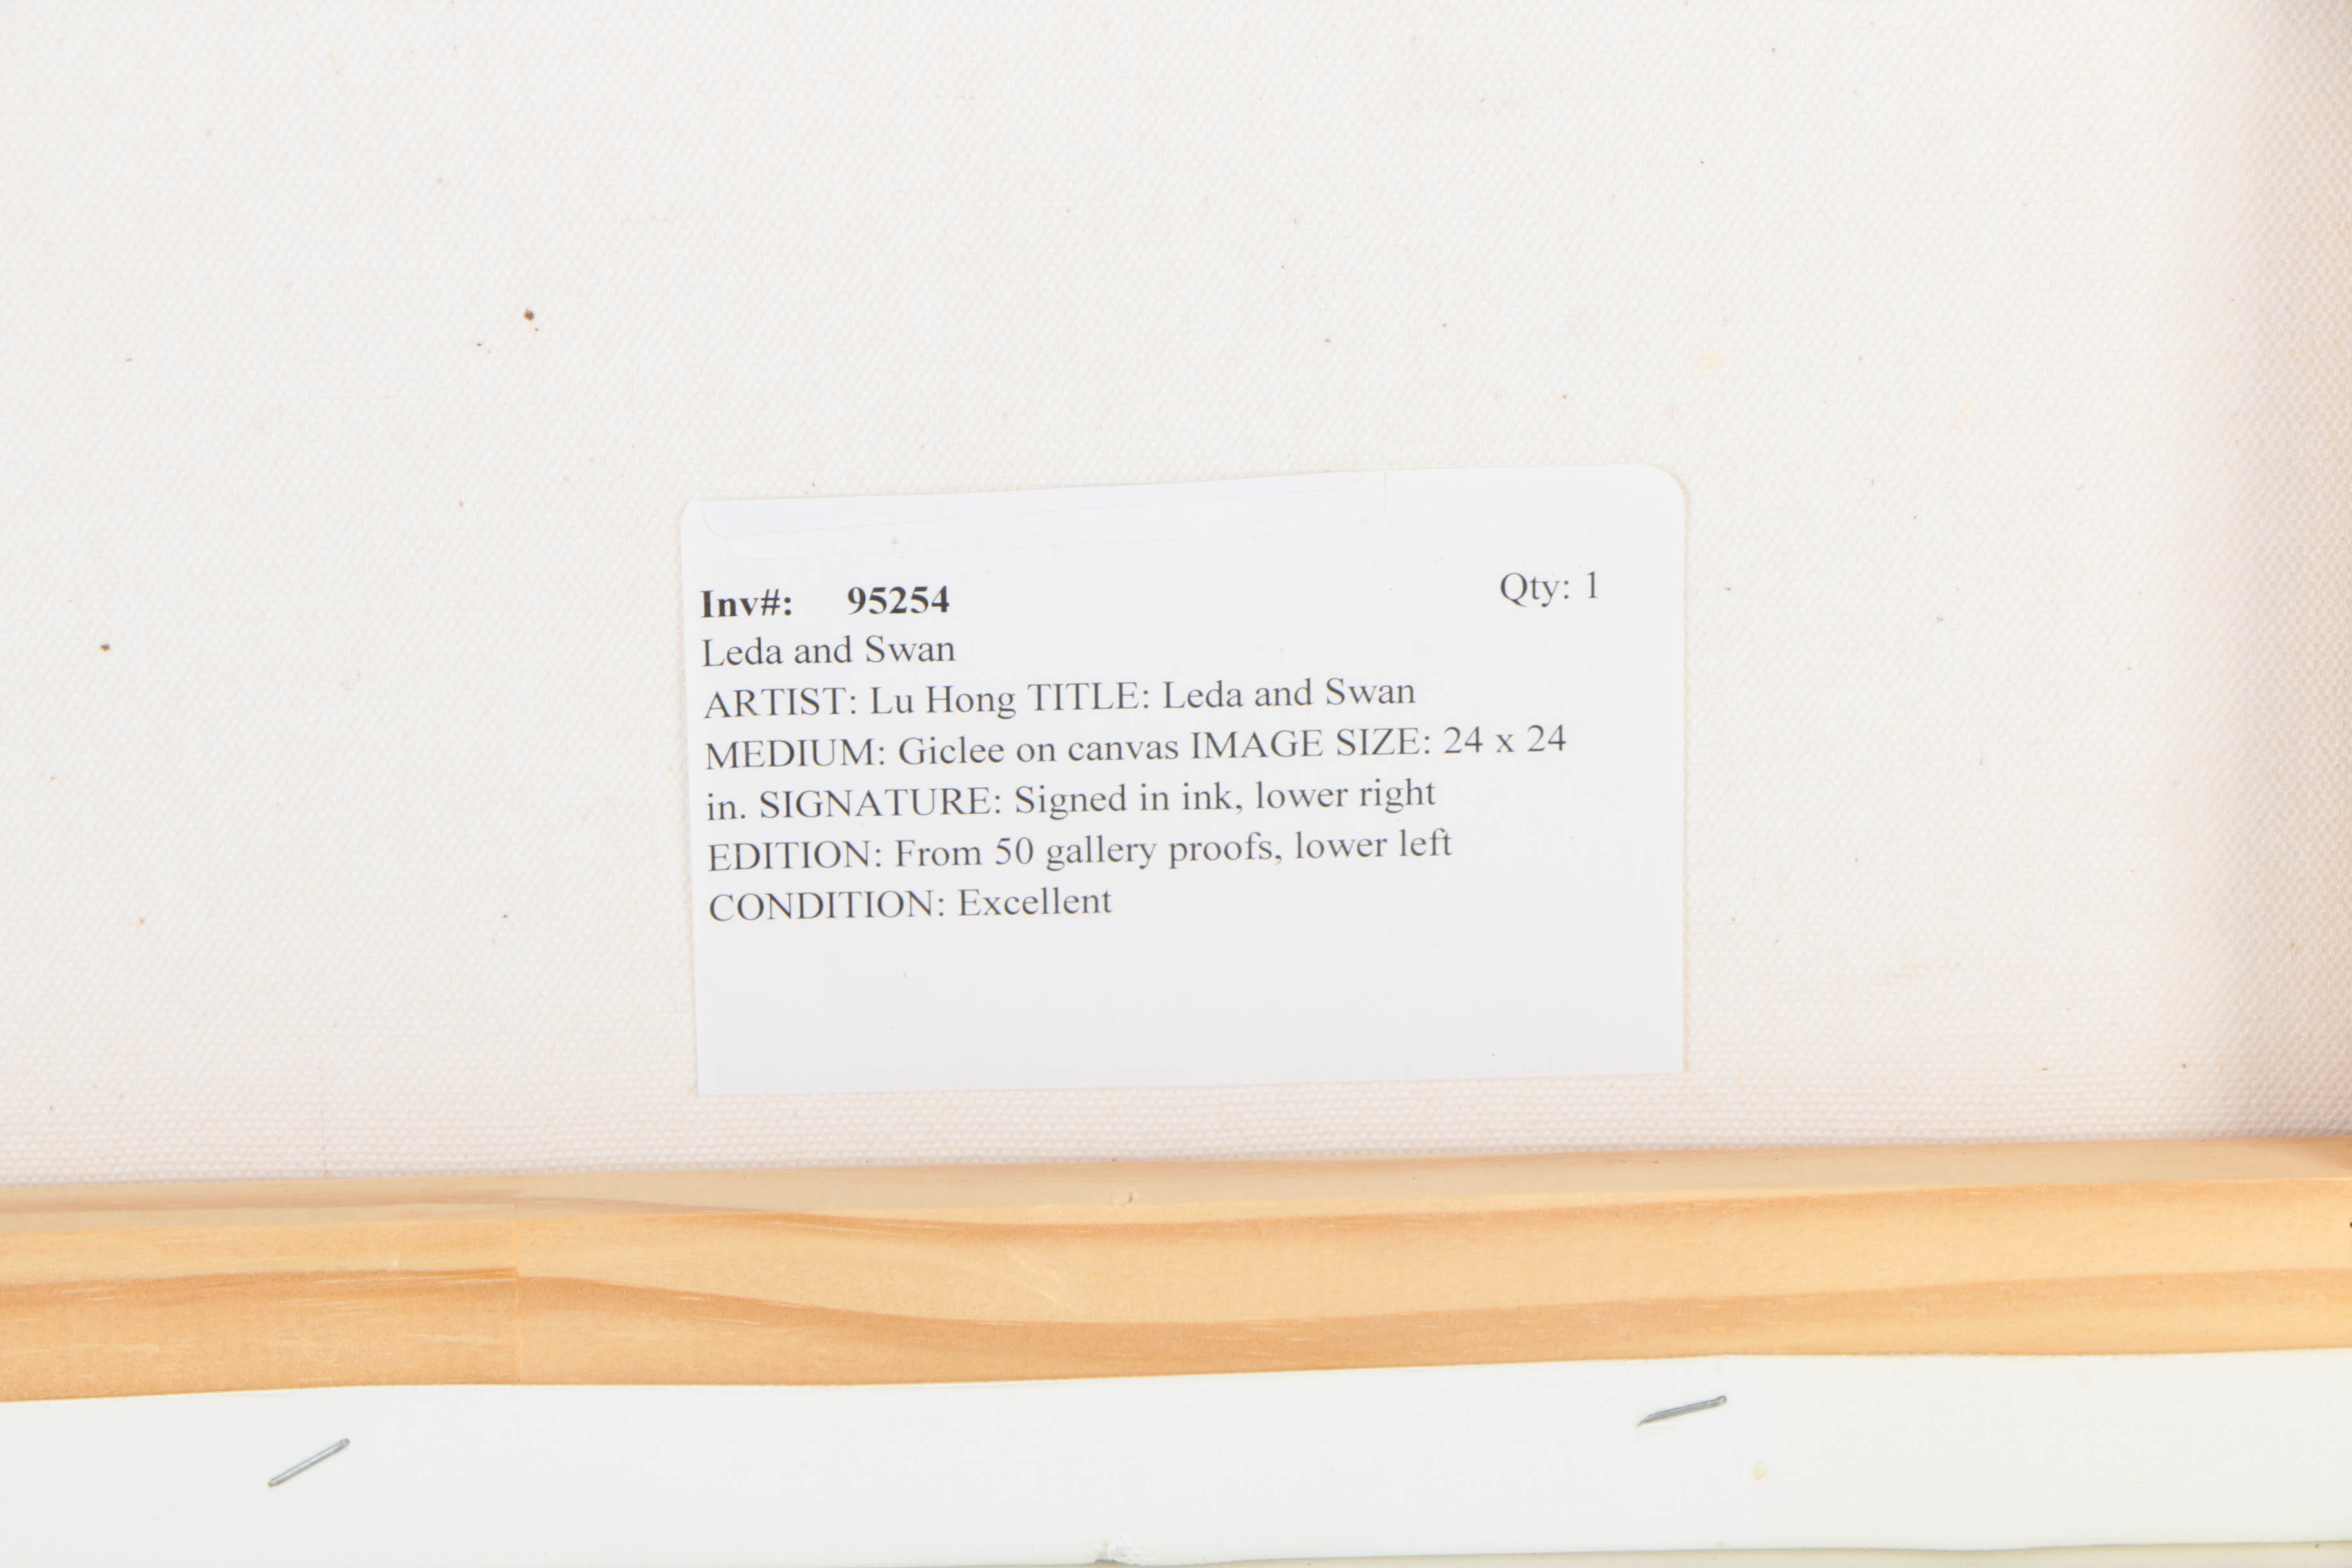 Inv#: 95254 Qty: 1
Leda and Swan
ARTIST: Lu Hong TITLE: Leda and Swan
MEDIUM: Giclee on canvas IMAGE SIZE: 24 x 24
in. SIGNATURE: Signed in ink, lower right
EDITION: From 50 gallery proofs, lower left
CONDITION: Excellent